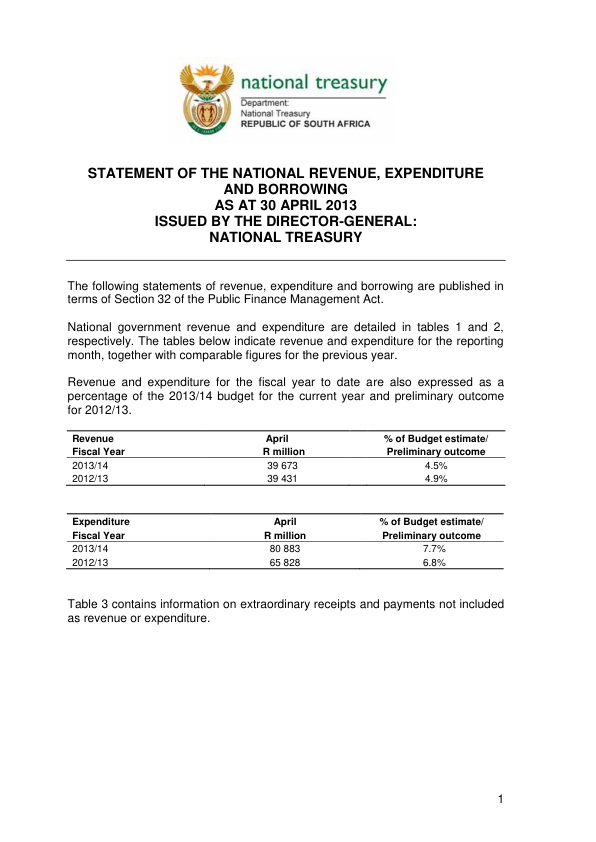 national treasury
Department:
National Treasury
REPUBLIC OF SOUTH AFRICA
STATEMENT OF THE NATIONAL REVENUE, EXPENDITURE
AND BORROWING
AS AT 30 APRIL 2013
ISSUED BY THE DIRECTOR-GENERAL:
NATIONAL TREASURY
The following statements of revenue, expenditure and borrowing are published in
terms of Section 32 of the Public Finance Management Act.
National government revenue and expenditure are detailed in tables 1 and 2,
respectively. The tables below indicate revenue and expenditure for the reporting
month, together with comparable figures for the previous year.
Revenue and expenditure for the fiscal year to date are also expressed as a
percentage of the 2013/14 budget for the current year and preliminary outcome
for 2012/13.
Revenue April % of Budget estimate/
Fiscal Year R million Preliminary outcome
2013/14 39 673 4.5%
2012/13 39 431 4.9%
Expenditure April % of Budget estimate/
Fiscal Year R million Preliminary outcome
2013/14 80 883 7.7%
2012/13 65 828 6.8%
Table 3 contains information on extraordinary receipts and payments not included
as revenue or expenditure.
1